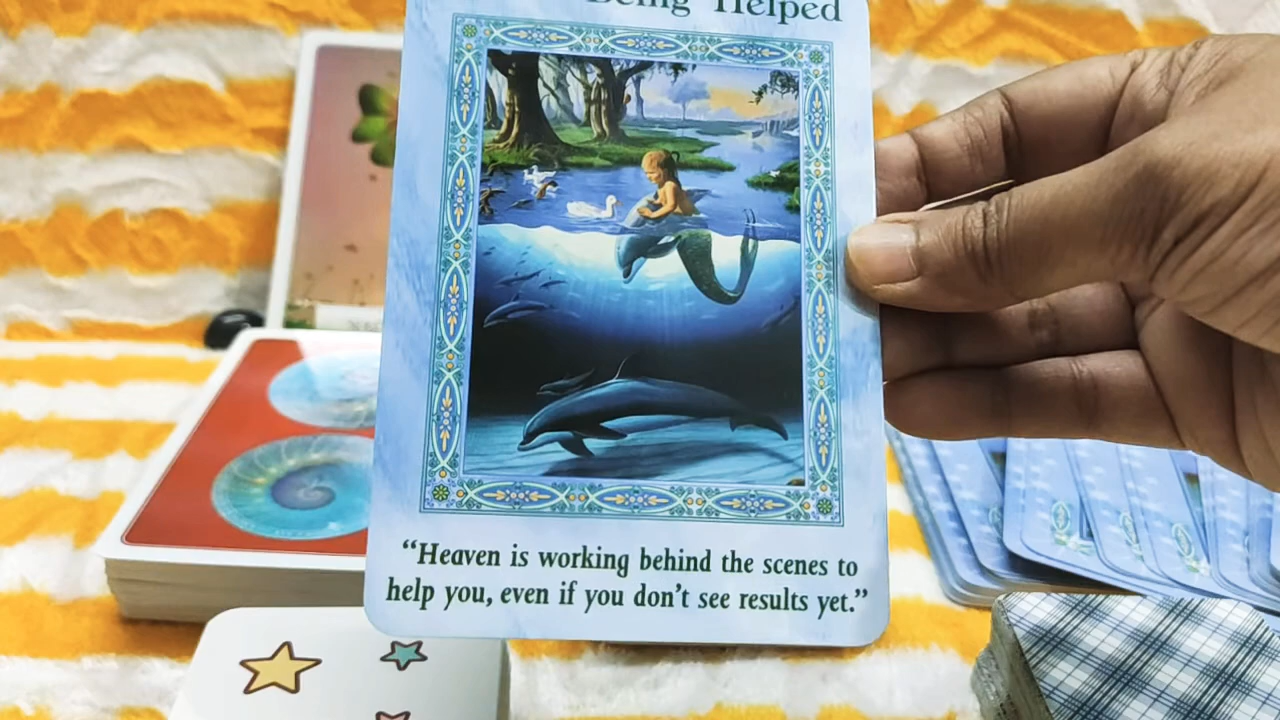 Being Helped
“Heaven is working behind the scenes to
help you, even if you don’t see results yet.”